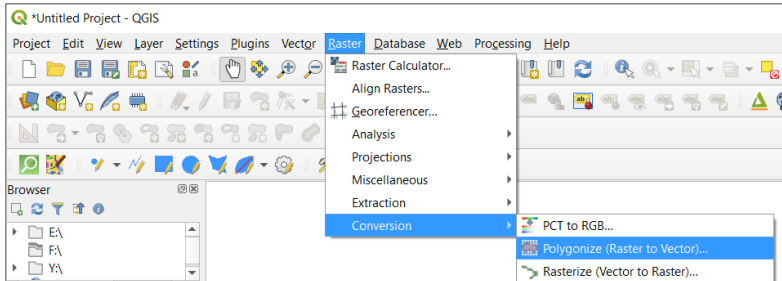 *Untitled Project - QGIS
Project Edit View Layer Settings Plugins Vector Raster Database Web Processing Help
Raster Calculator...
Align Rasters...
Georeferencer...
Analysis
Projections
Miscellaneous
Extraction
Conversion
PCT to RGB...
Polygonize (Raster to Vector)...
Rasterize (Vector to Raster)...
Browser
E:\
F:\
Y:\